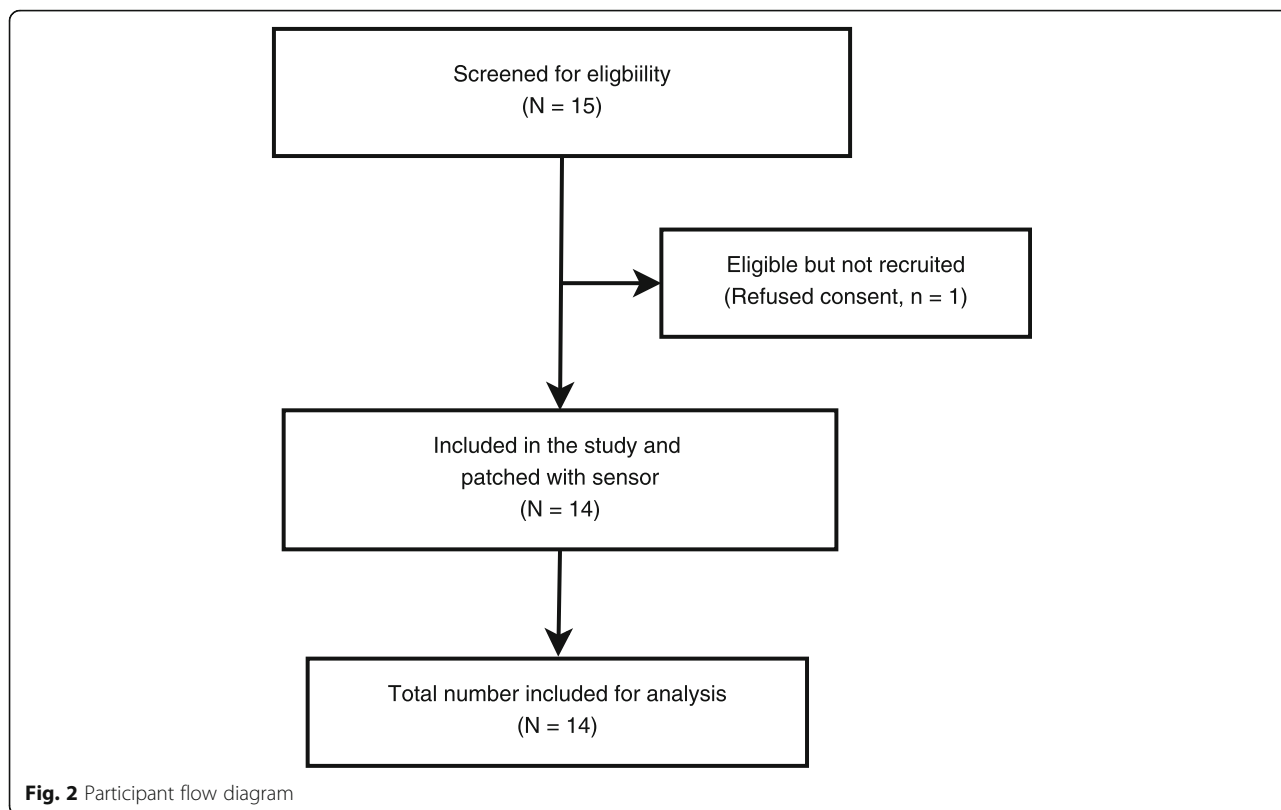 Screened for eligbiility
(N = 15)
Eligible but not recruited
(Refused consent, n = 1)
Included in the study and
patched with sensor
(N = 14)
Total number included for analysis
(N = 14)
Fig. 2 Participant flow diagram